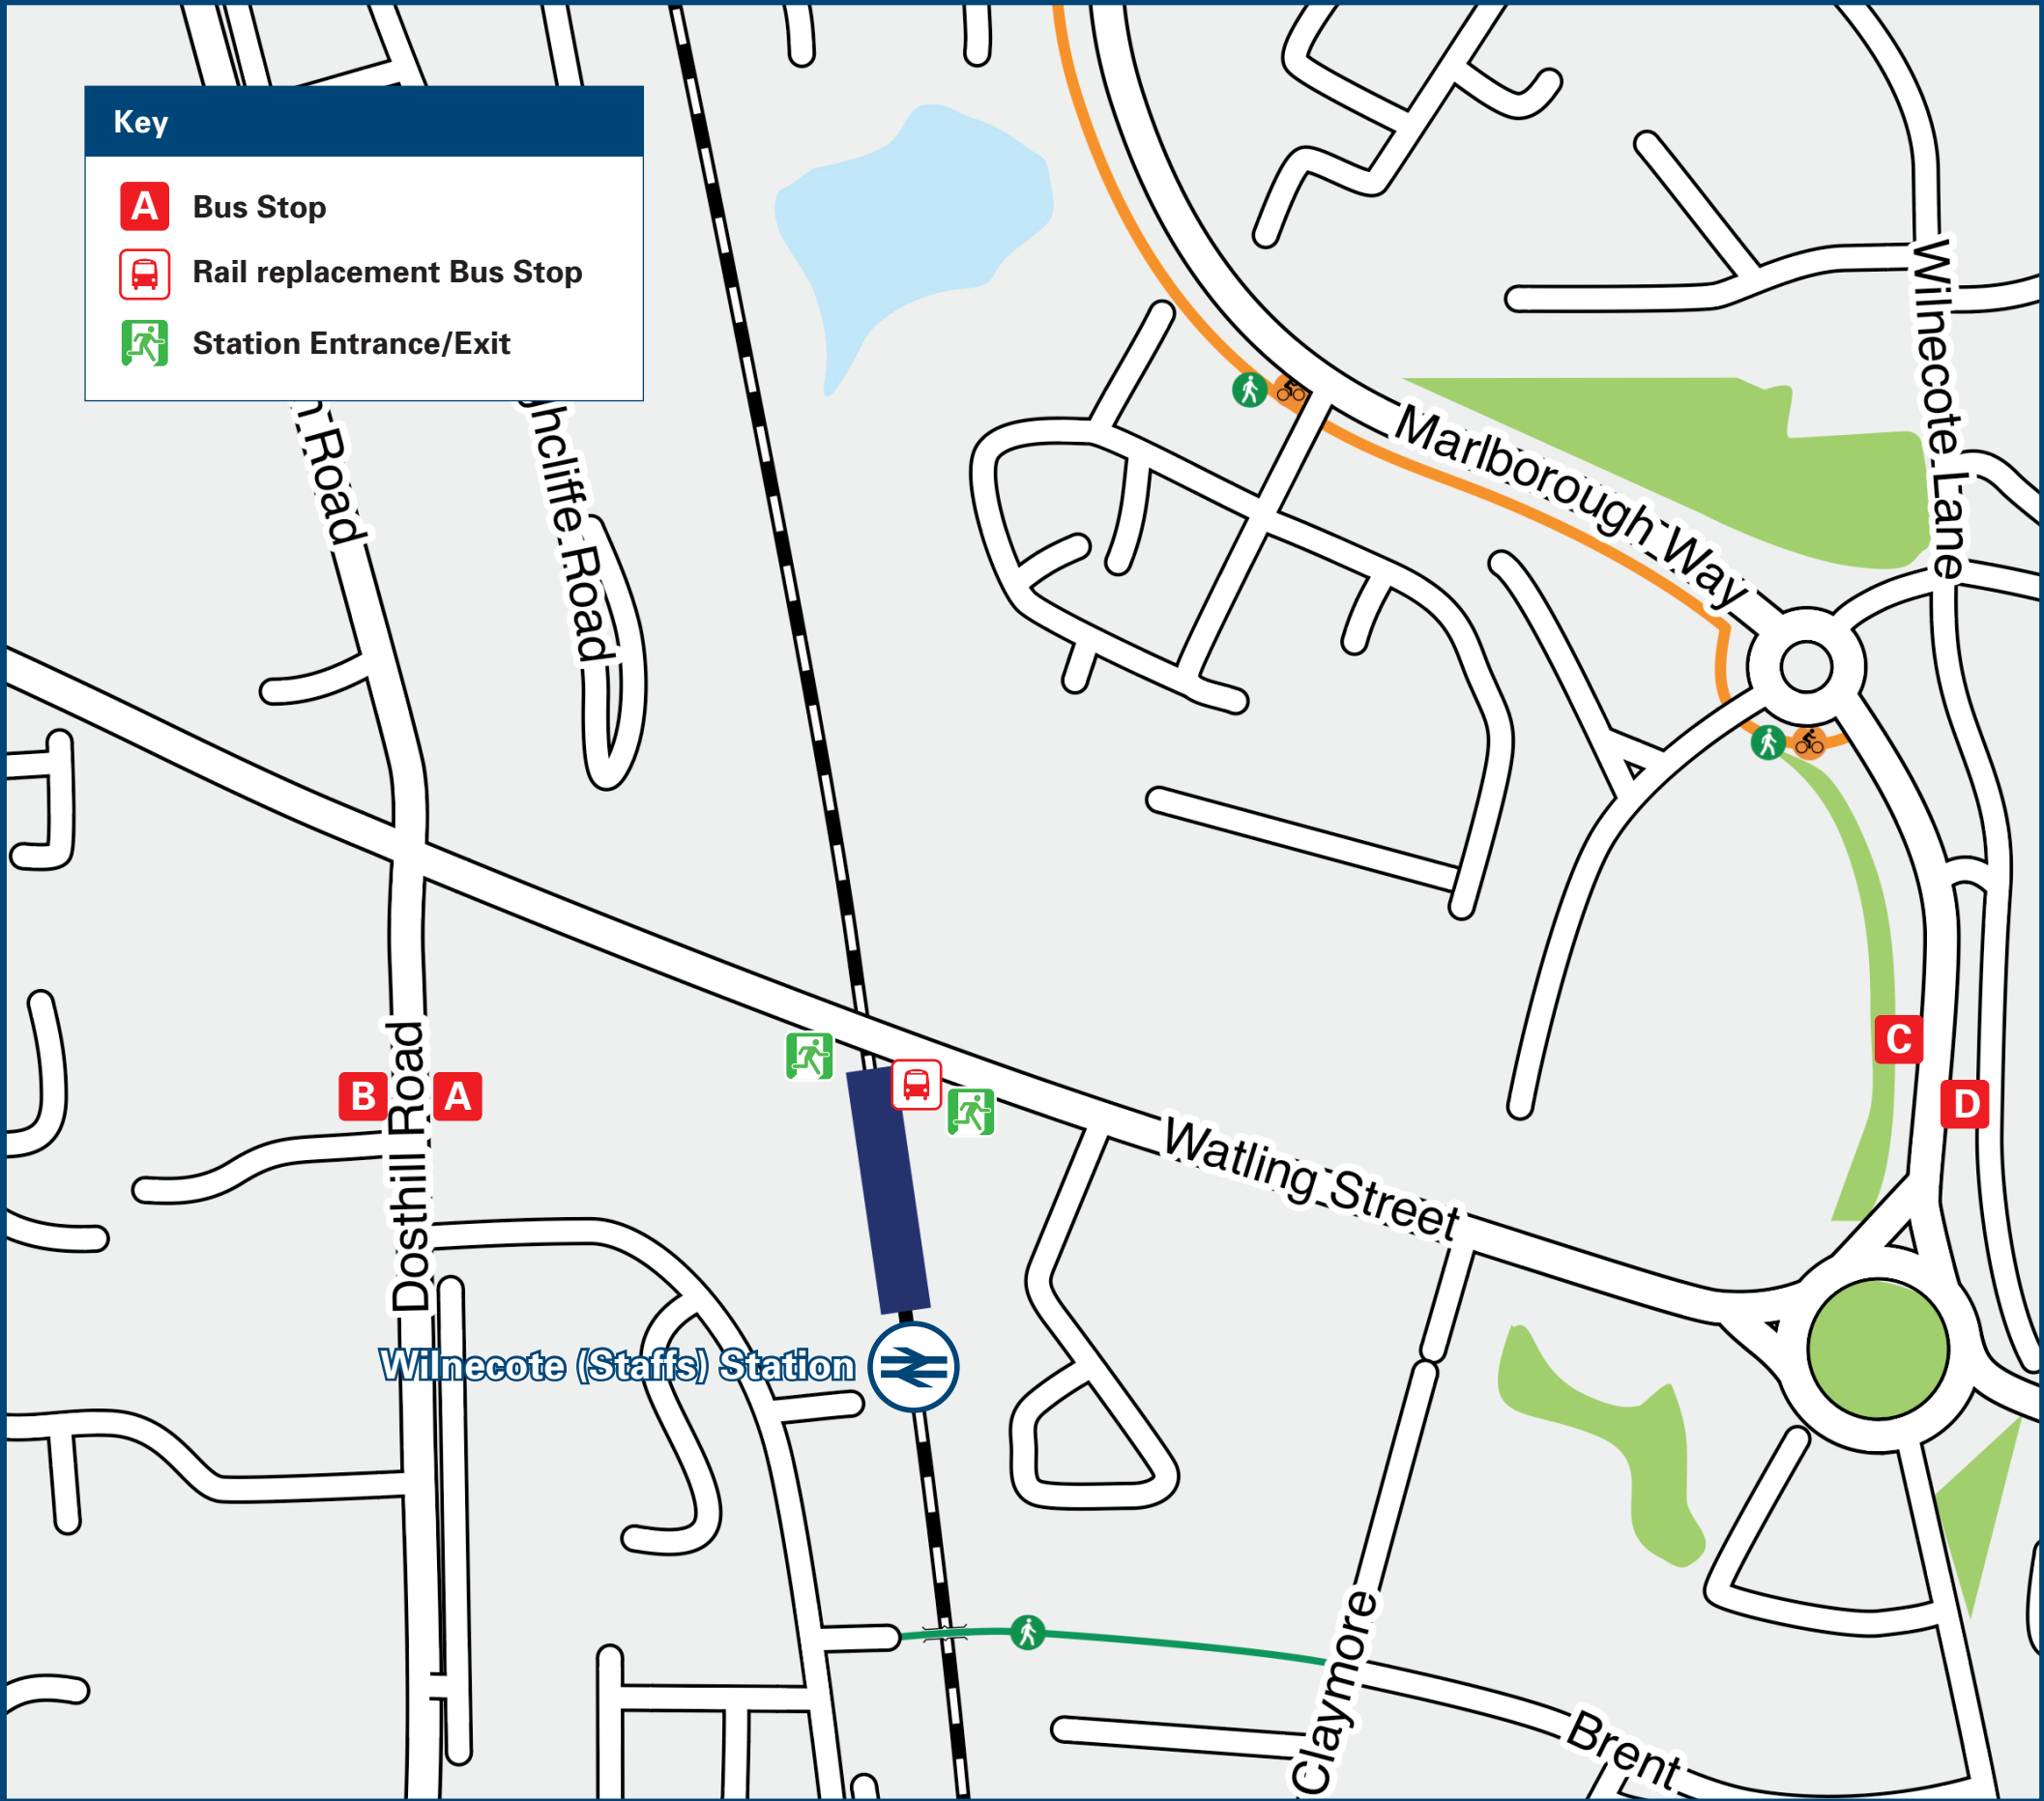 Key
A Bus Stop
Rail replacement Bus Stop
Station Entrance/Exit
Road
Road
Wilnecote Lane
Marlborough Way
Dosthill Road
B
A
C
D
Watling Street
Wilnecote (Staffs) Station
Claymore
Brent